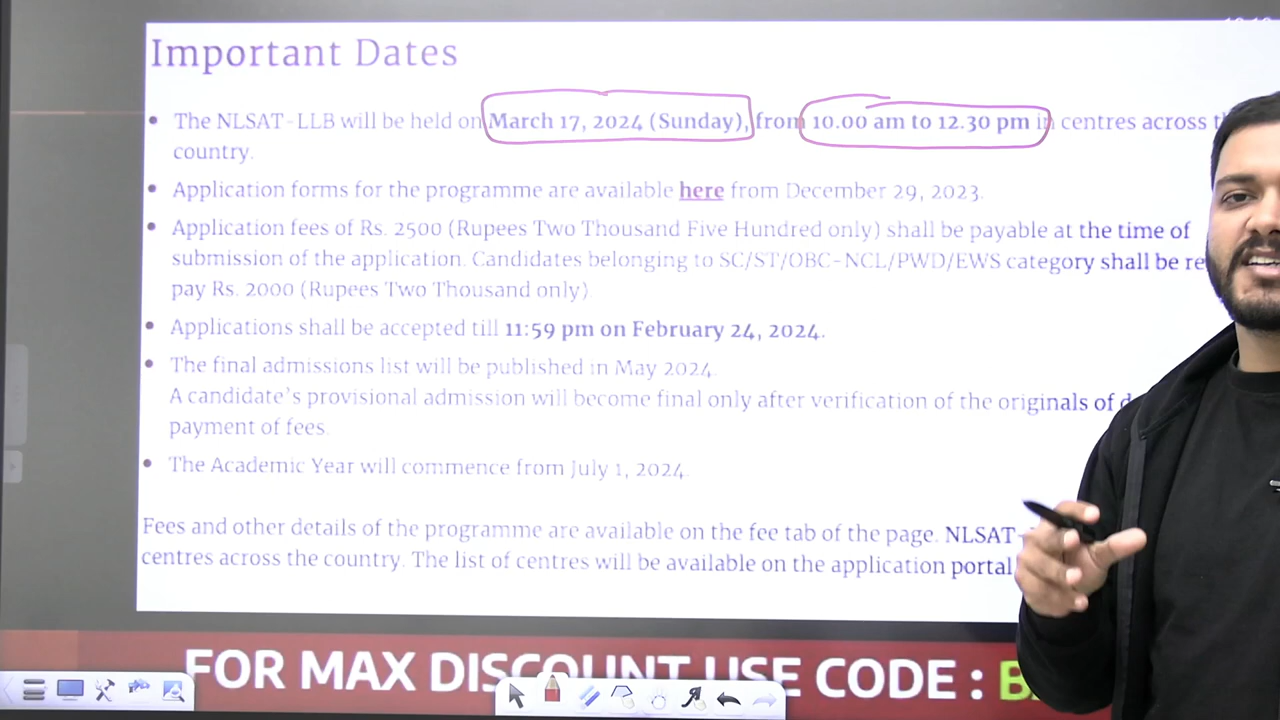 Important Dates
• The NLSAT-LLB will be held on March 17, 2024 (Sunday), from 10.00 am to 12.30 pm in centres across
country.
• Application forms for the programme are available here from December 29, 2023.
• Application fees of Rs. 2500 (Rupees Two Thousand Five Hundred only) shall be payable at the time of
submission of the application. Candidates belonging to SC/ST/OBC-NCL/PWD/EWS category shall be
pay Rs. 2000 (Rupees Two Thousand only).
• Applications shall be accepted till 11:59 pm on February 24, 2024.
• The final admissions list will be published in May 2024.
A candidate's provisional admission will become final only after verification of the originals of
payment of fees.
• The Academic Year will commence from July 1, 2024.
Fees and other details of the programme are available on the fee tab of the page. NLSAT-
centres across the country. The list of centres will be available on the application portal
FOR MAX DISCOUNT USE CODE :